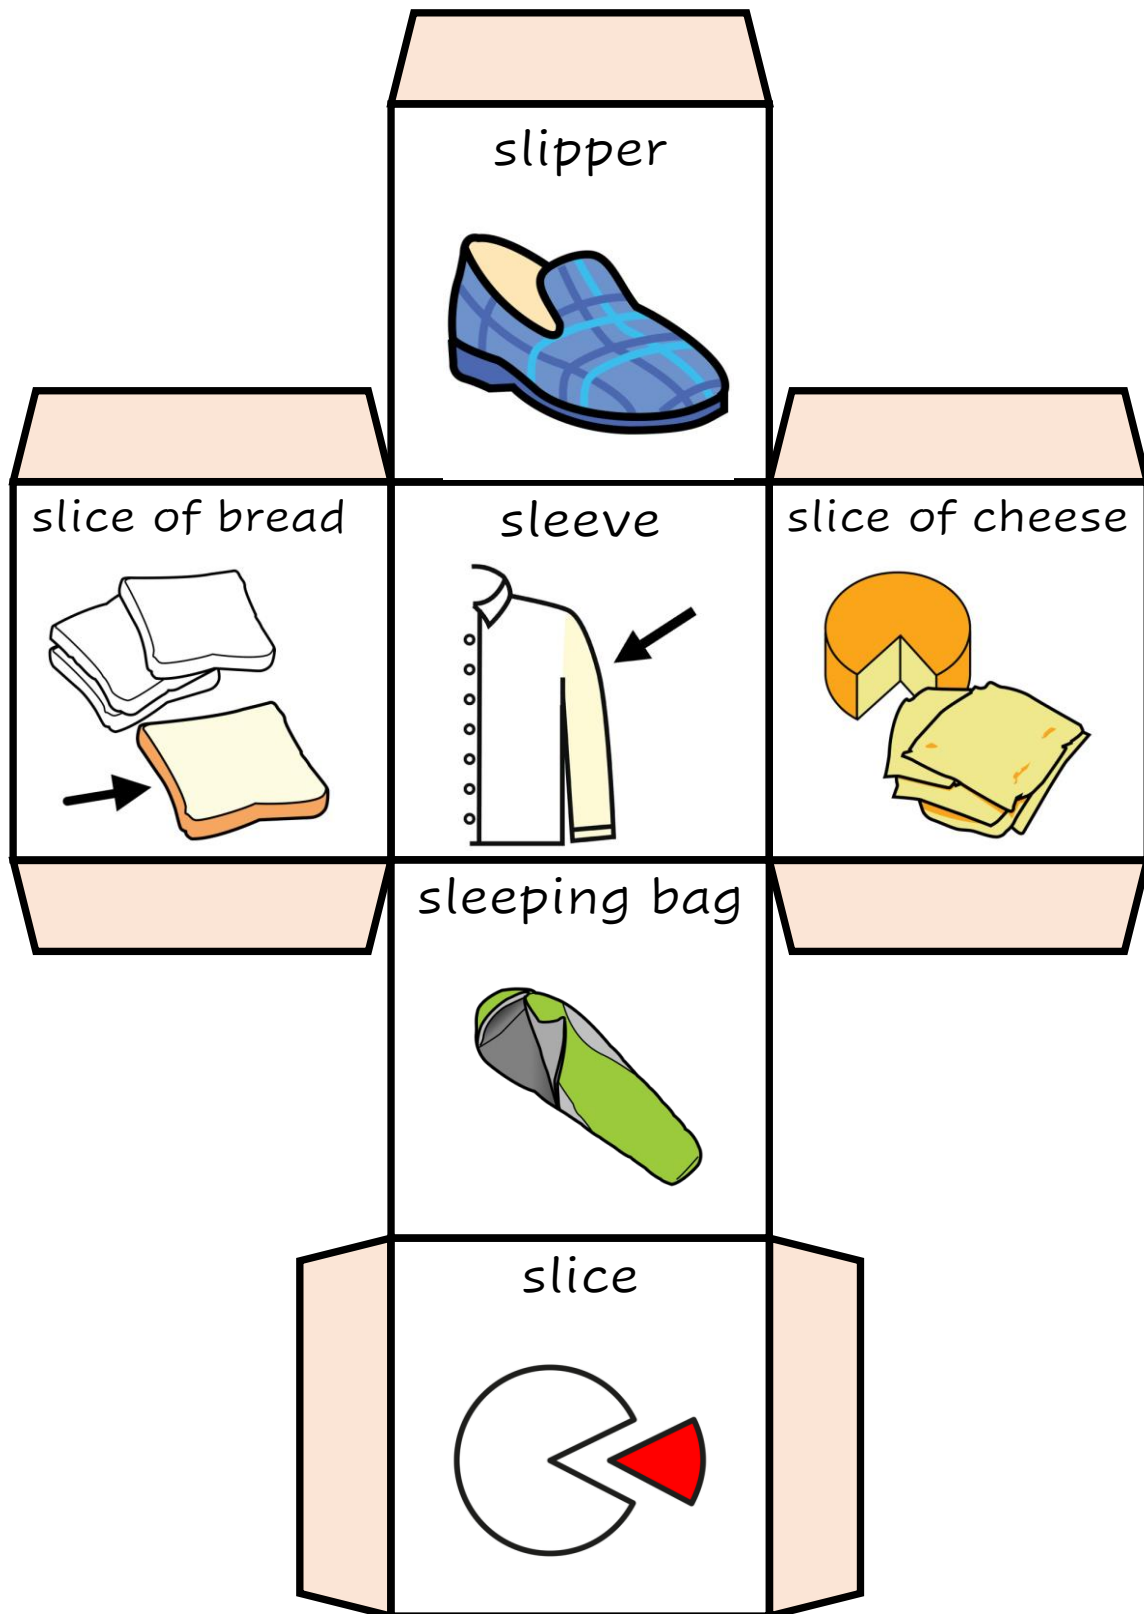 slipper
slice of bread
sleeve
slice of cheese
sleeping bag
slice